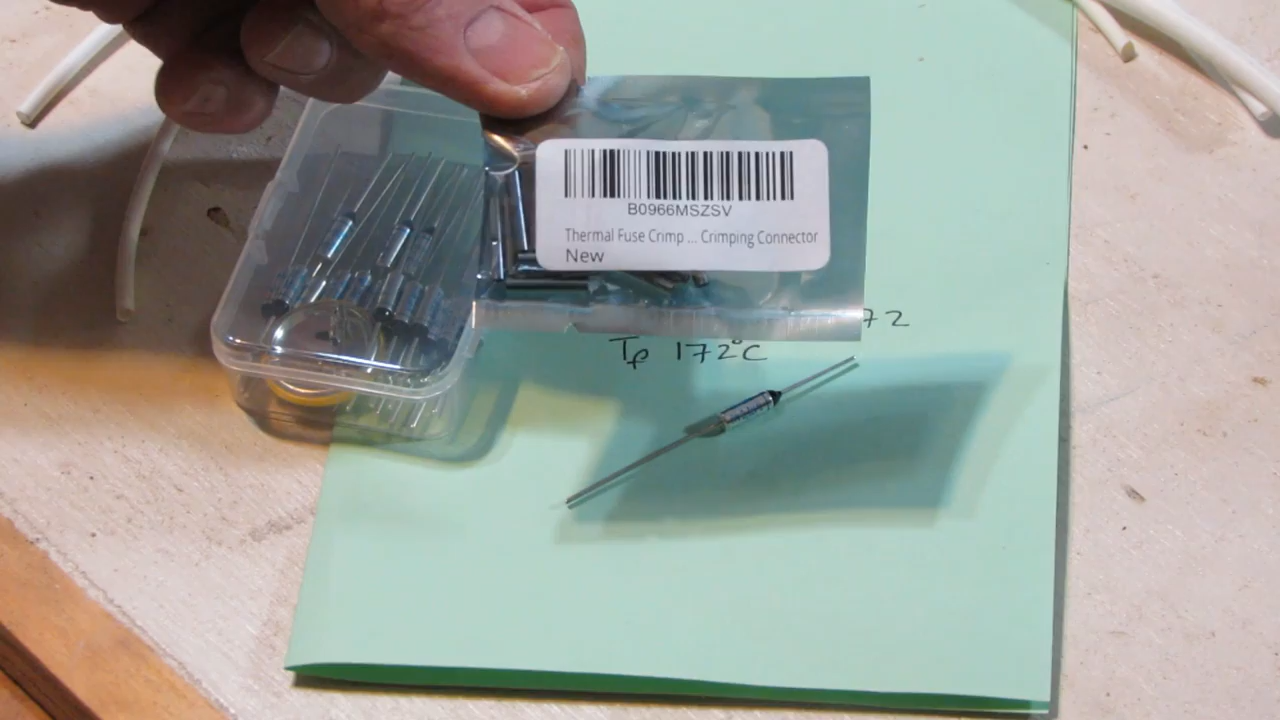 B0966MSZSV
Thermal Fuse Crimp ... Crimping Connector
New
72
Tf 172°C